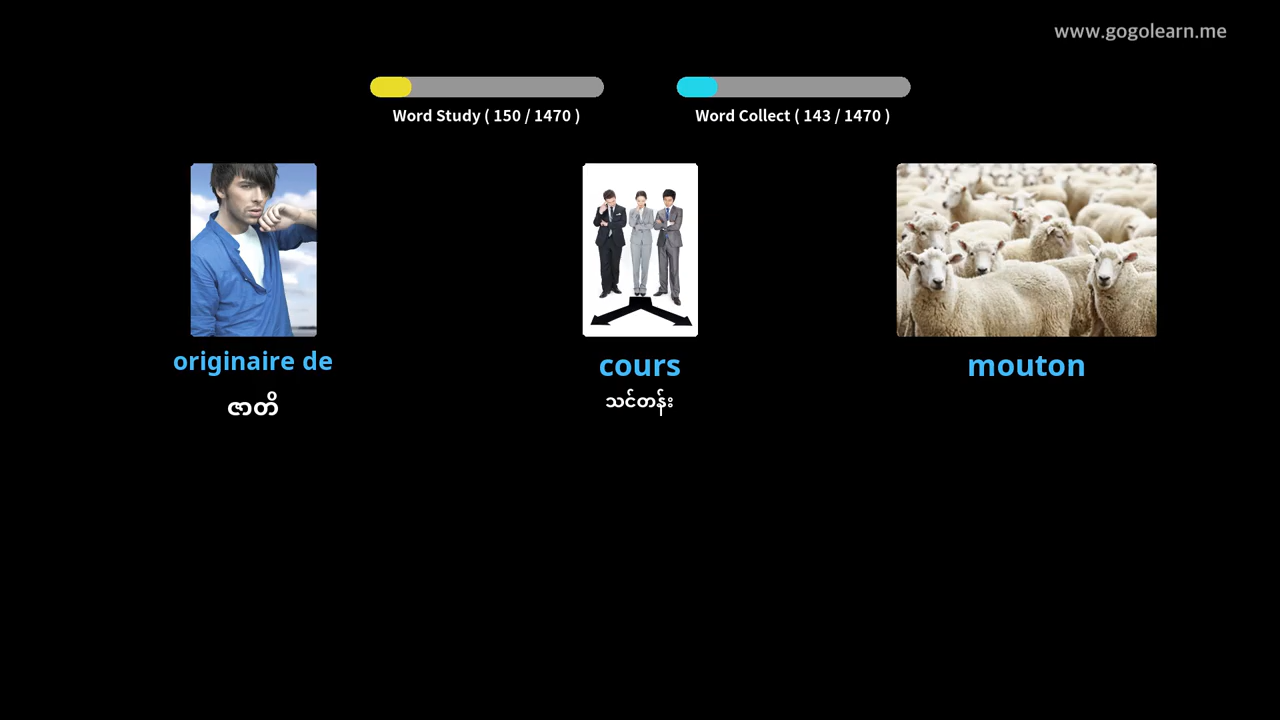 www.gogolearn.me
Word Study ( 150 / 1470 )
Word Collect ( 143 / 1470 )
originaire de
ဇာတိ
cours
သင်တန်း
mouton